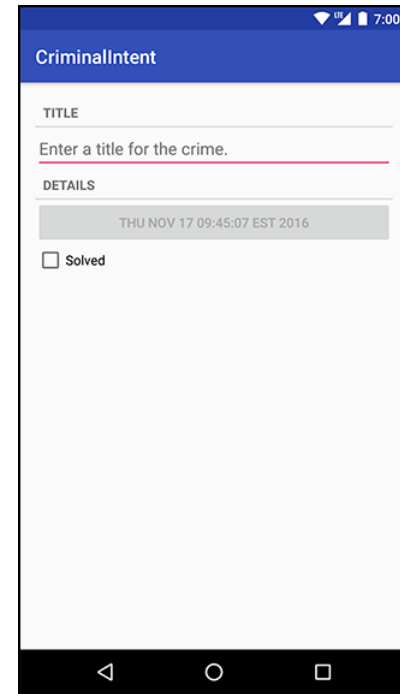 LTE 7:00
CriminalIntent
TITLE
Enter a title for the crime.
DETAILS
THU NOV 17 09:45:07 EST 2016
Solved